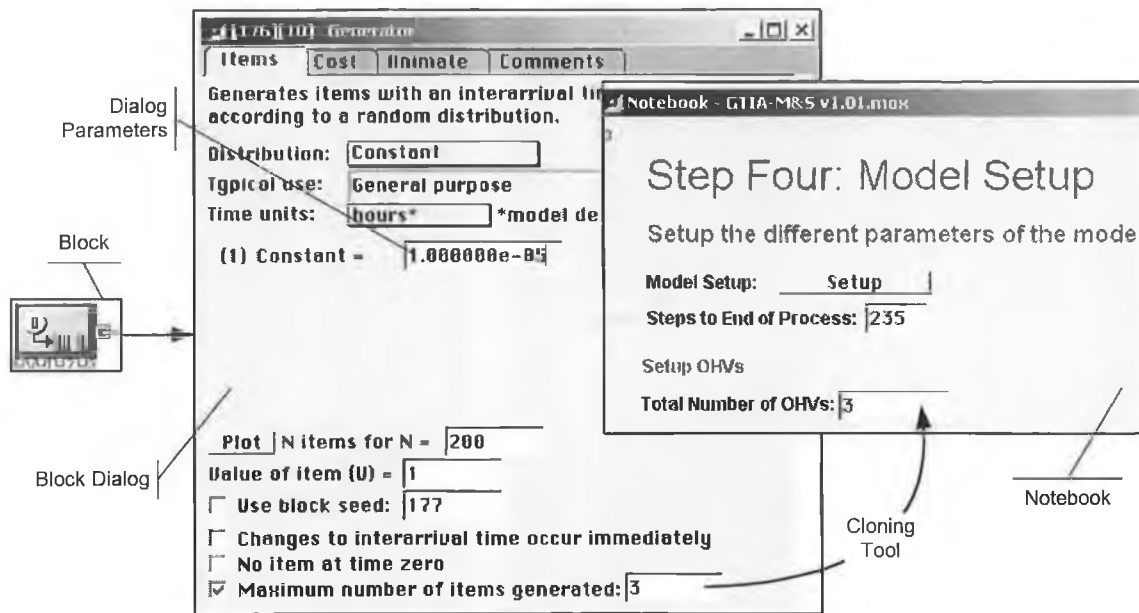 [176][10] Generator
Items Cost Animate Comments
Generates items with an interarrival
according to a random distribution.
Distribution: Constant
Typical use: General purpose
Time units: hours* *model de
(1) Constant = 1.000000e-05
Plot N items for N = 200
Value of item (V) = 1
Use block seed: 177
Changes to interarrival time occur immediately
No item at time zero
Maximum number of items generated: 3
Dialog
Parameters
Block
Block Dialog
Notebook - GTIA-M&S v1.01.mox
Step Four: Model Setup
Setup the different parameters of the mode
Model Setup: Setup
Steps to End of Process: 235
Setup OHVs
Total Number of OHVs: 3
Cloning
Tool
Notebook